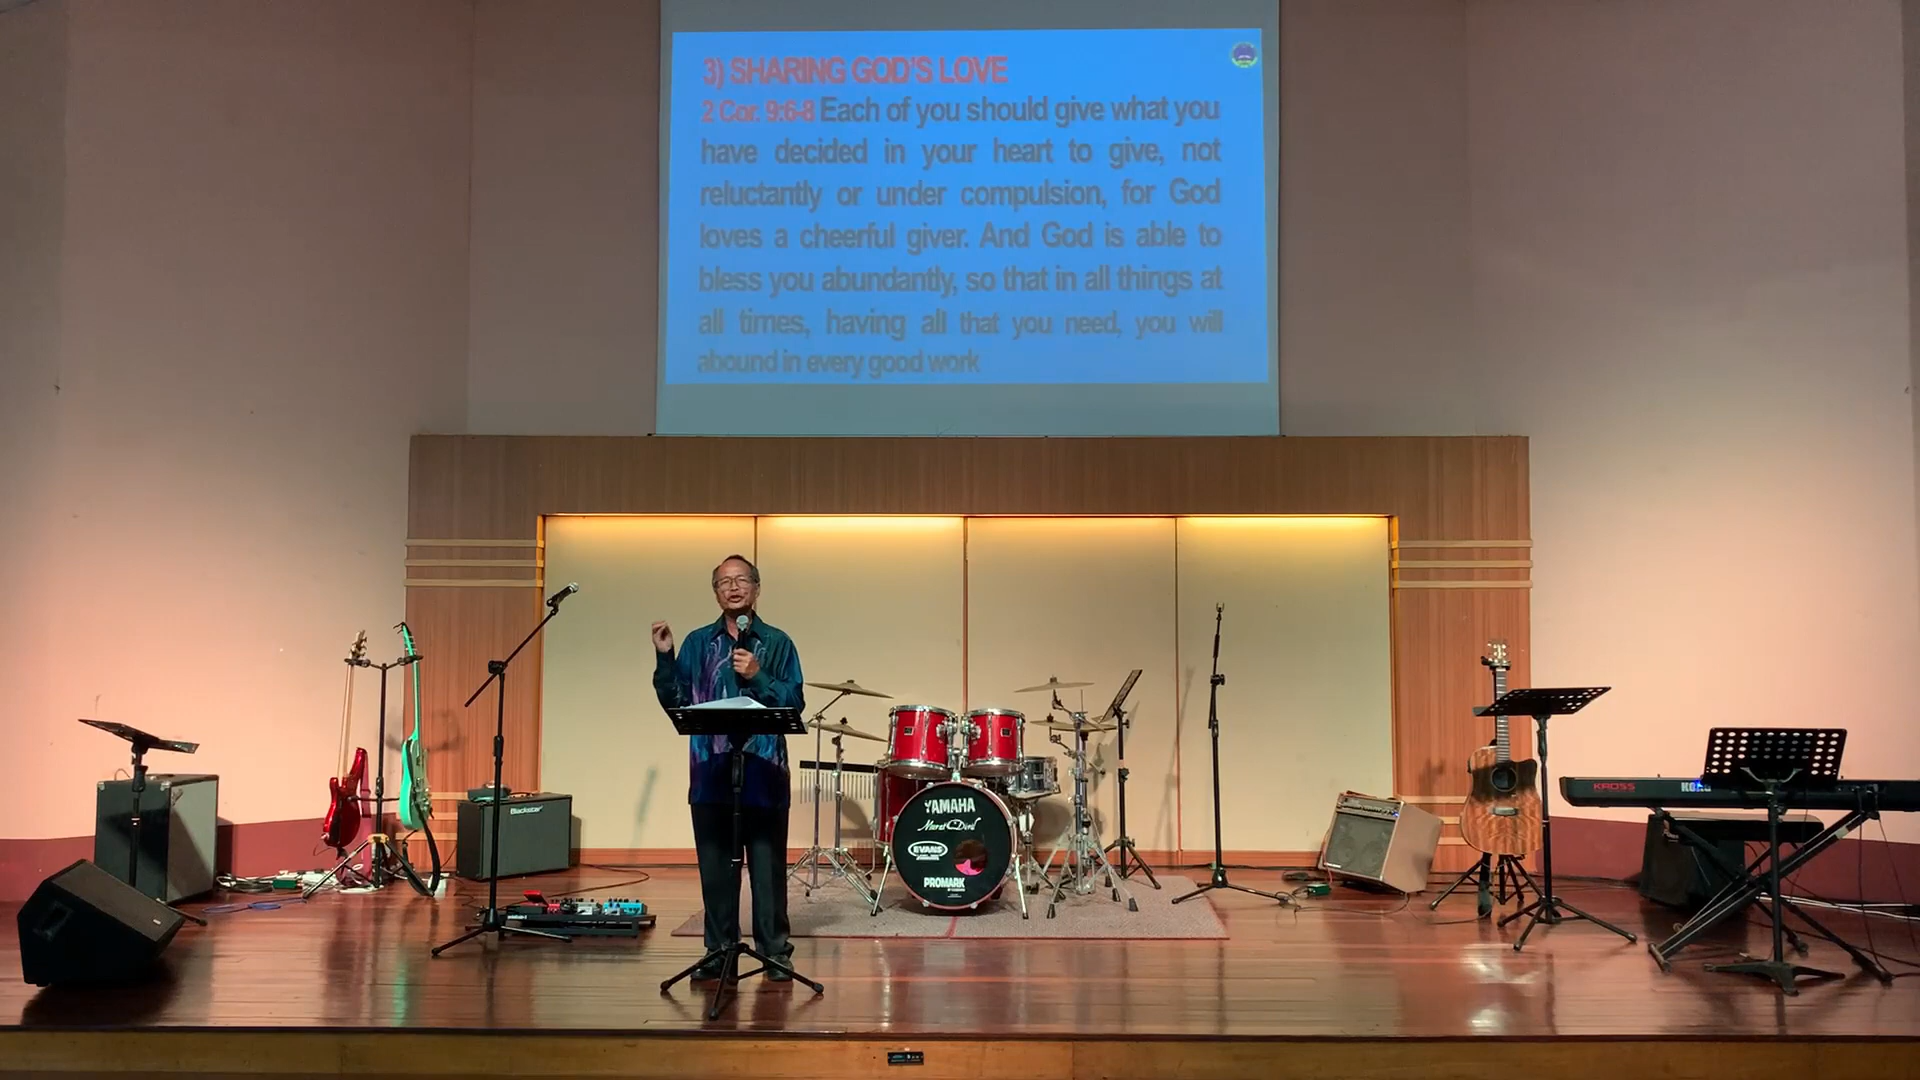 3) SHARING GOD'S LOVE
2 Cor. 9:6-8 Each of you should give what you
have decided in your heart to give, not
reluctantly or under compulsion, for God
loves a cheerful giver. And God is able to
bless you abundantly, so that in all things at
all times, having all that you need, you will
abound in every good work
Blackstar
YAMAHA
EVANS
PROMARK
KROSS
KORG